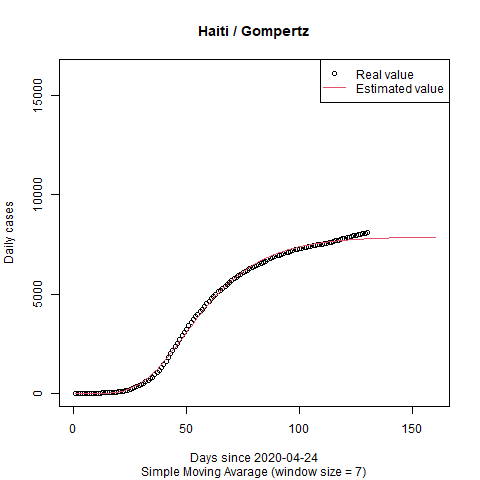 Haiti / Gompertz
Real value
Estimated value
Daily cases
15000
10000
5000
0
0 50 100 150
Days since 2020-04-24
Simple Moving Avarage (window size = 7)